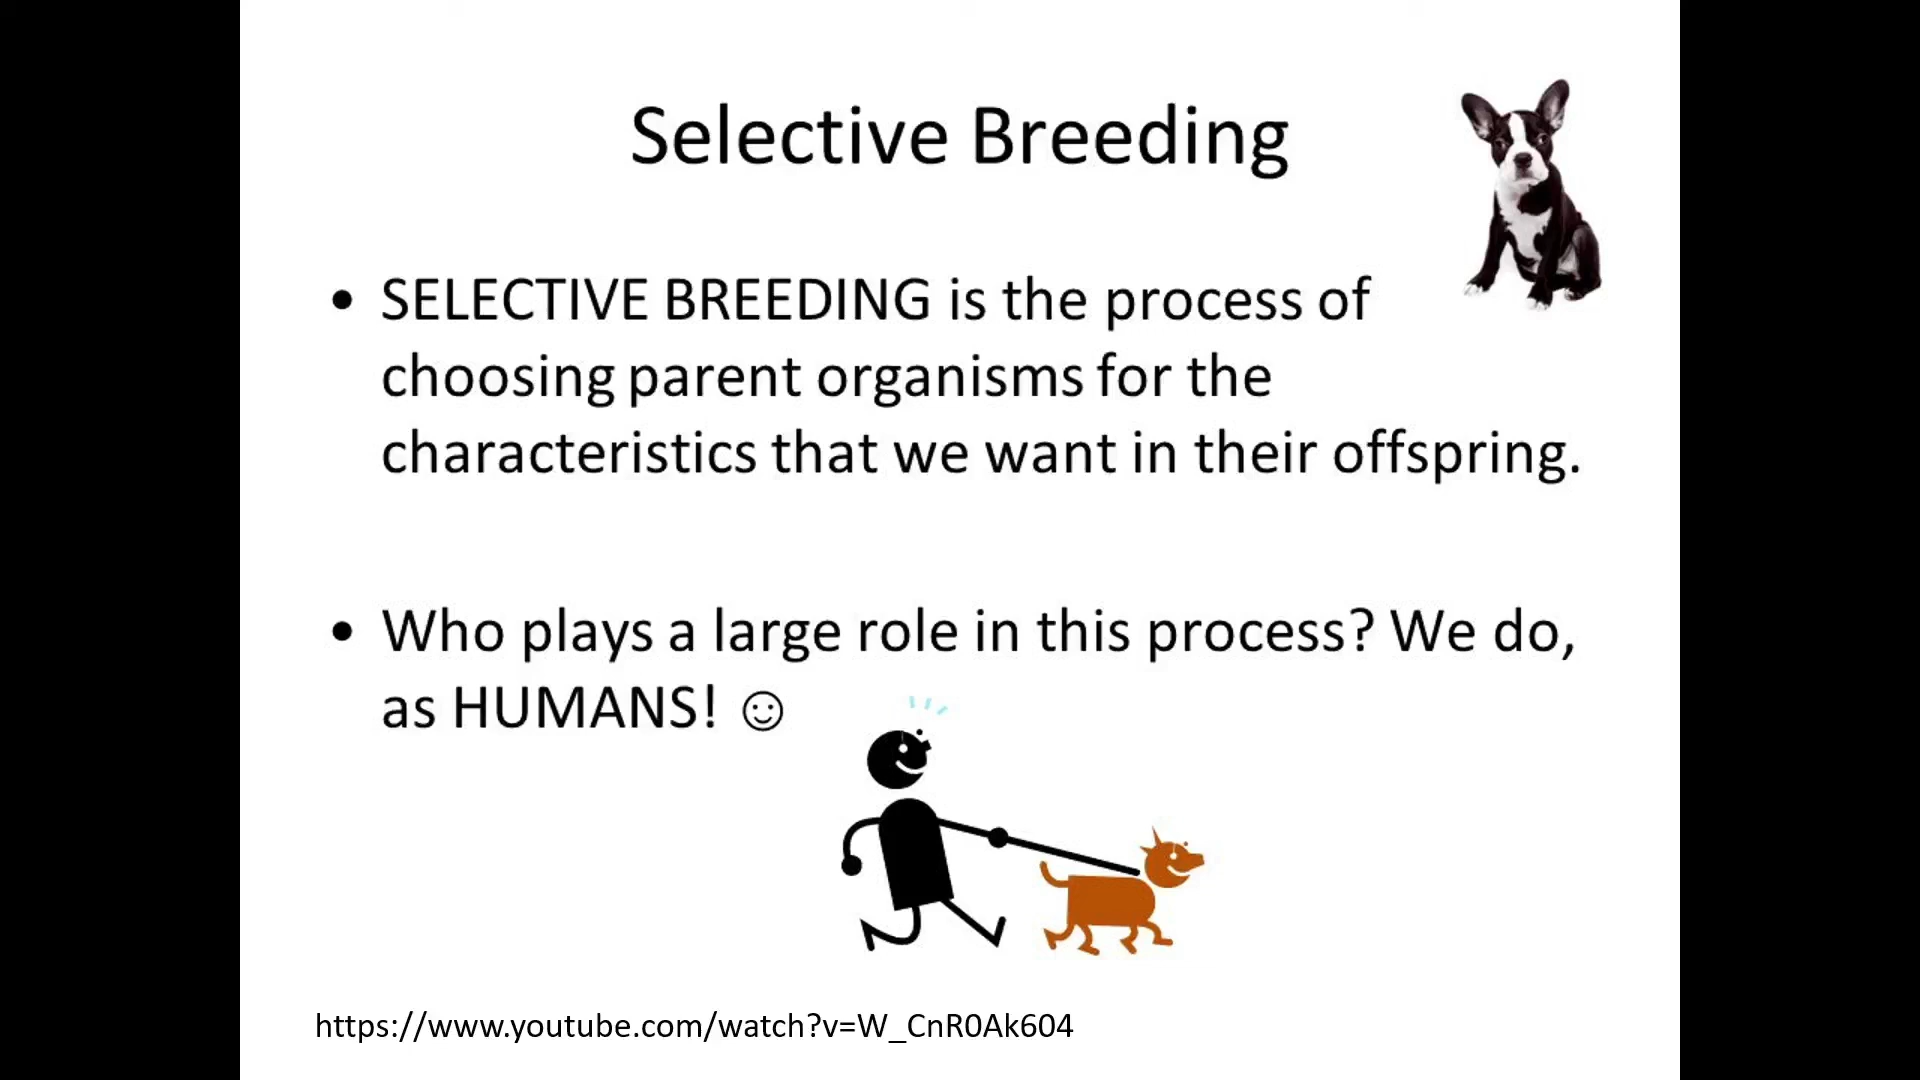 Selective Breeding
• SELECTIVE BREEDING is the process of
choosing parent organisms for the
characteristics that we want in their offspring.
• Who plays a large role in this process? We do,
as HUMANS! ☺
https://www.youtube.com/watch?v=W_CnR0Ak604